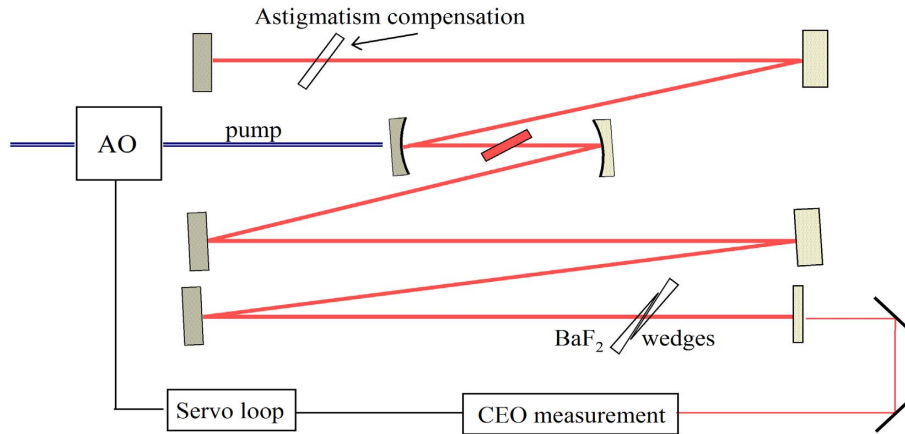 Astigmatism compensation
AO
pump
BaF₂ wedges
Servo loop
CEO measurement